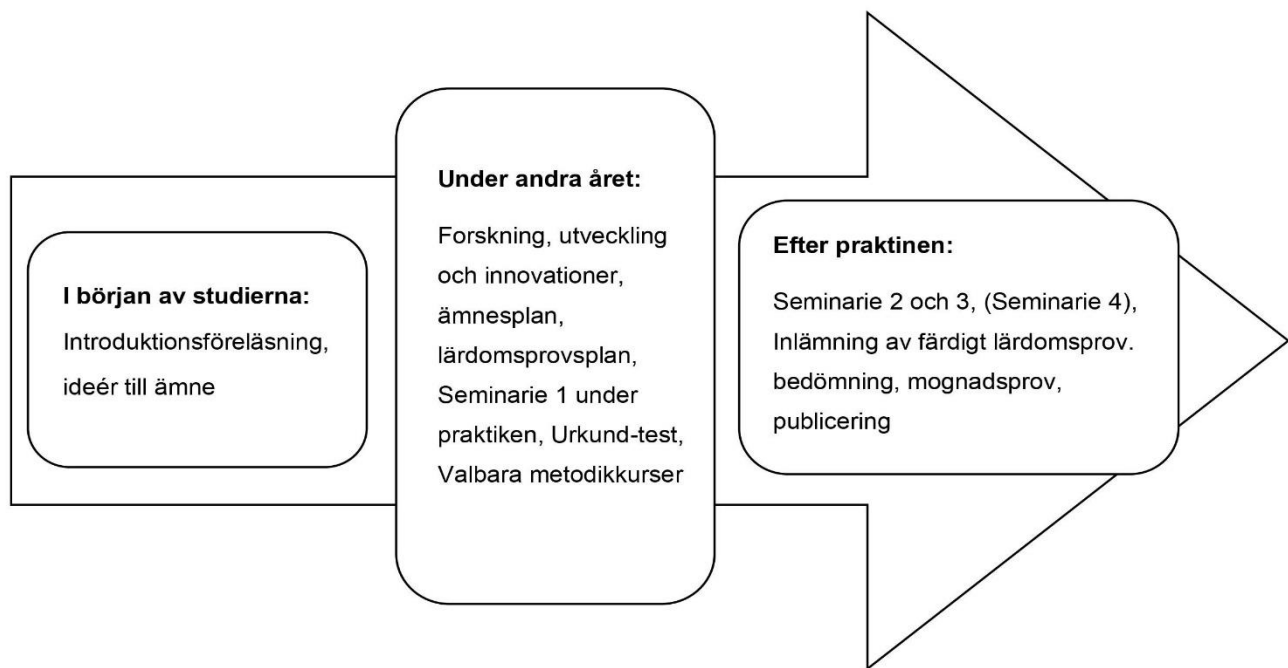 I början av studierna:
Introduktionsföreläsning,
ideér till ämne
Under andra året:
Forskning, utveckling
och innovationer,
ämnesplan,
lärdomsprovsplan,
Seminarie 1 under
praktiken, Urkund-test,
Valbara metodikkurser
Efter praktinen:
Seminarie 2 och 3, (Seminarie 4),
Inlämning av färdigt lärdomsprov.
bedömning, mognadsprov,
publicering